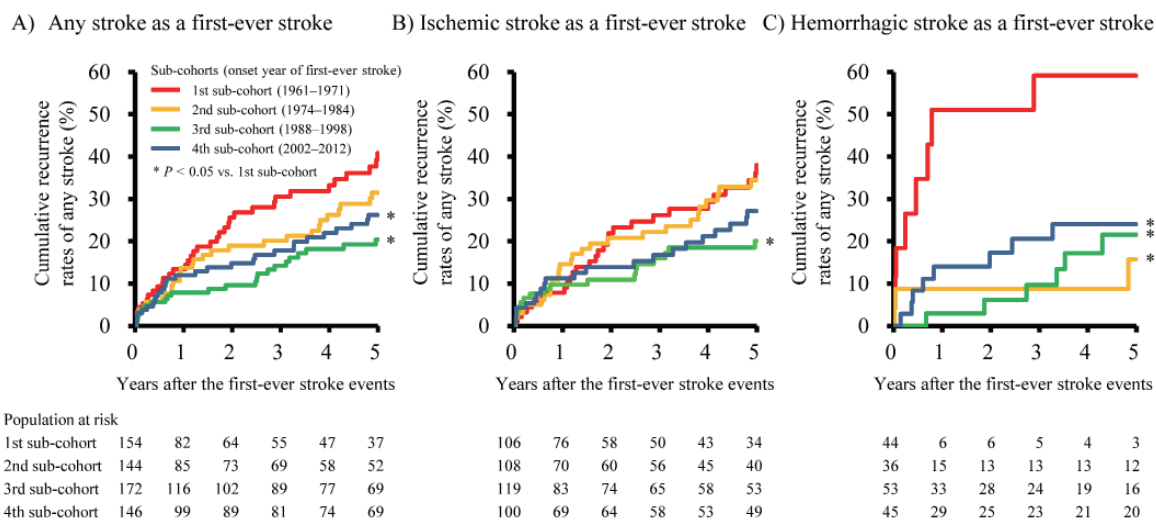 A) Any stroke as a first-ever stroke
B) Ischemic stroke as a first-ever stroke
C) Hemorrhagic stroke as a first-ever stroke
Cumulative recurrence
rates of any stroke (%)
60
50
40
30
20
10
0
Sub-cohorts (onset year of first-ever stroke)
1st sub-cohort (1961–1971)
2nd sub-cohort (1974–1984)
3rd sub-cohort (1988–1998)
4th sub-cohort (2002–2012)
* P < 0.05 vs. 1st sub-cohort
*
*
0 1 2 3 4 5
Years after the first-ever stroke events
Cumulative recurrence
rates of any stroke (%)
60
50
40
30
20
10
0
*
0 1 2 3 4 5
Years after the first-ever stroke events
Cumulative recurrence
rates of any stroke (%)
60
50
40
30
20
10
0
*
*
*
0 1 2 3 4 5
Years after the first-ever stroke events
Population at risk
1st sub-cohort 154 82 64 55 47 37 106 76 58 50 43 34 44 6 6 5 4 3
2nd sub-cohort 144 85 73 69 58 52 108 70 60 56 45 40 36 15 13 13 13 12
3rd sub-cohort 172 116 102 89 77 69 119 83 74 65 58 53 53 33 28 24 19 16
4th sub-cohort 146 99 89 81 74 69 100 69 64 58 53 49 45 29 25 23 21 20